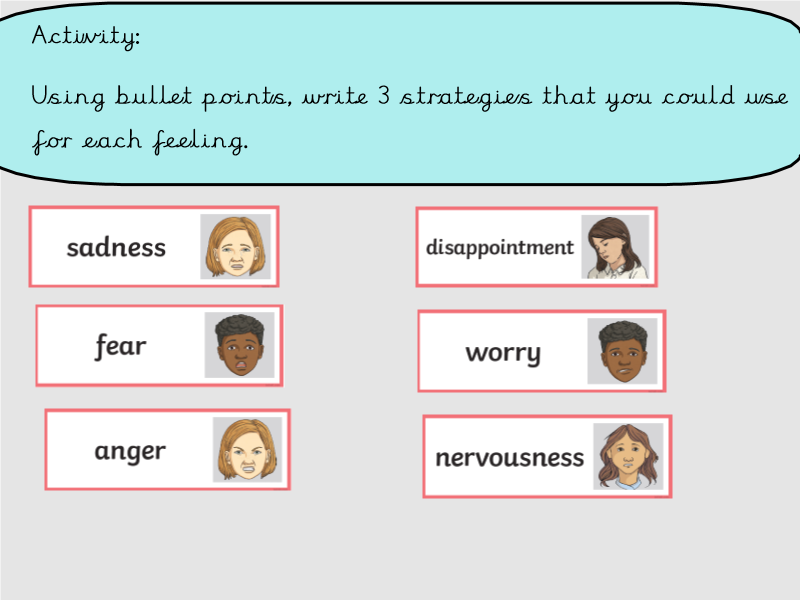 Activity:
Using bullet points, write 3 strategies that you could use
for each feeling.
sadness
disappointment
fear
worry
anger
nervousness